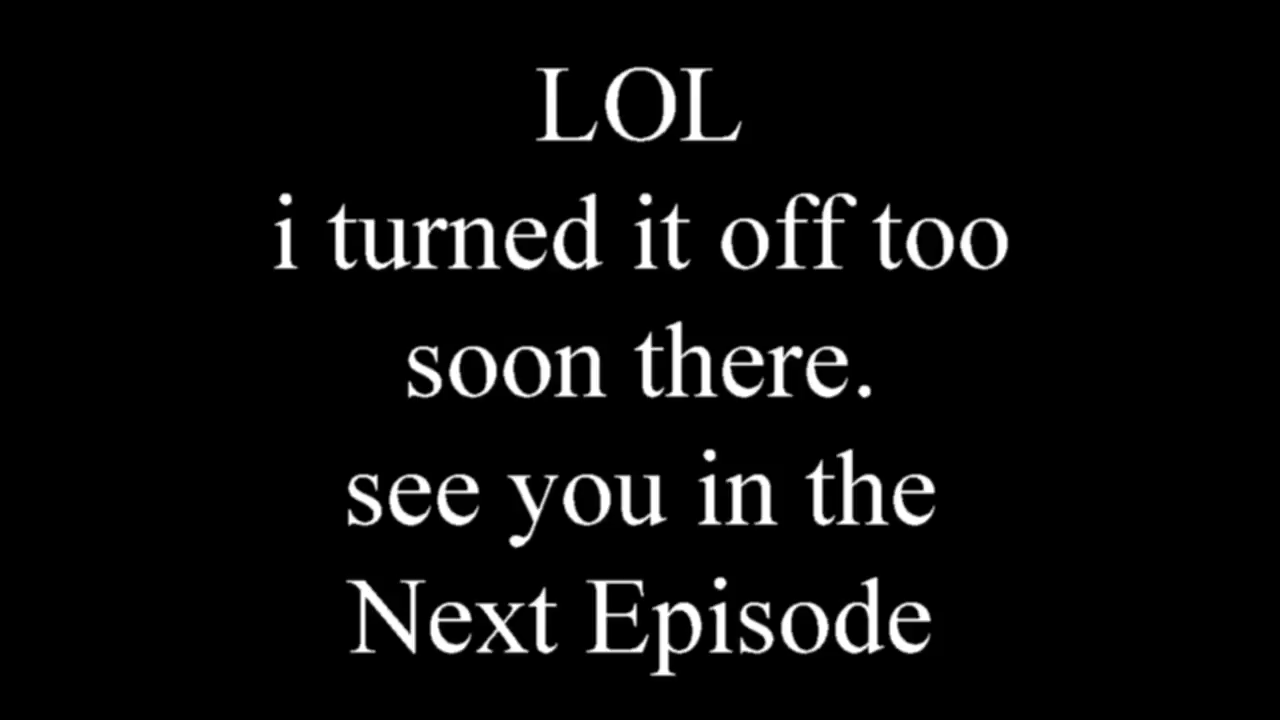 LOL
i turned it off too
soon there.
see you in the
Next Episode